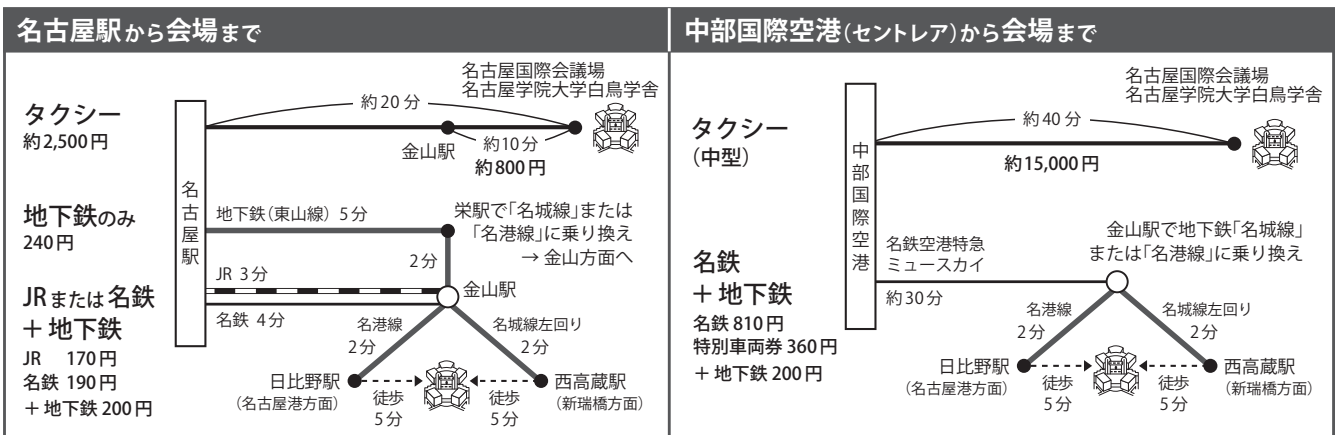 名古屋駅から会場まで
タクシー
約2,500円
名古屋駅
約20分
名古屋国際会議場
名古屋学院大学白鳥学舎
金山駅
約10分
約800円
地下鉄のみ
240円
地下鉄(東山線) 5分
栄駅で「名城線」または
「名港線」に乗り換え
→ 金山方面へ
2分
JRまたは名鉄
+ 地下鉄
JR 170円
名鉄 190円
+ 地下鉄 200円
JR 3分
金山駅
名鉄 4分
名港線
2分
名城線左回り
2分
日比野駅
(名古屋港方面)
徒歩
5分
徒歩
5分
西高蔵駅
(新瑞橋方面)
中部国際空港(セントレア)から会場まで
タクシー
(中型)
中部国際空港
約40分
名古屋国際会議場
名古屋学院大学白鳥学舎
約15,000円
名鉄
+ 地下鉄
名鉄 810円
特別車両券 360円
+ 地下鉄 200円
名鉄空港特急
ミュースカイ
約30分
金山駅で地下鉄「名城線」
または「名港線」に乗り換え
名港線
2分
名城線左回り
2分
日比野駅
(名古屋港方面)
徒歩
5分
徒歩
5分
西高蔵駅
(新瑞橋方面)